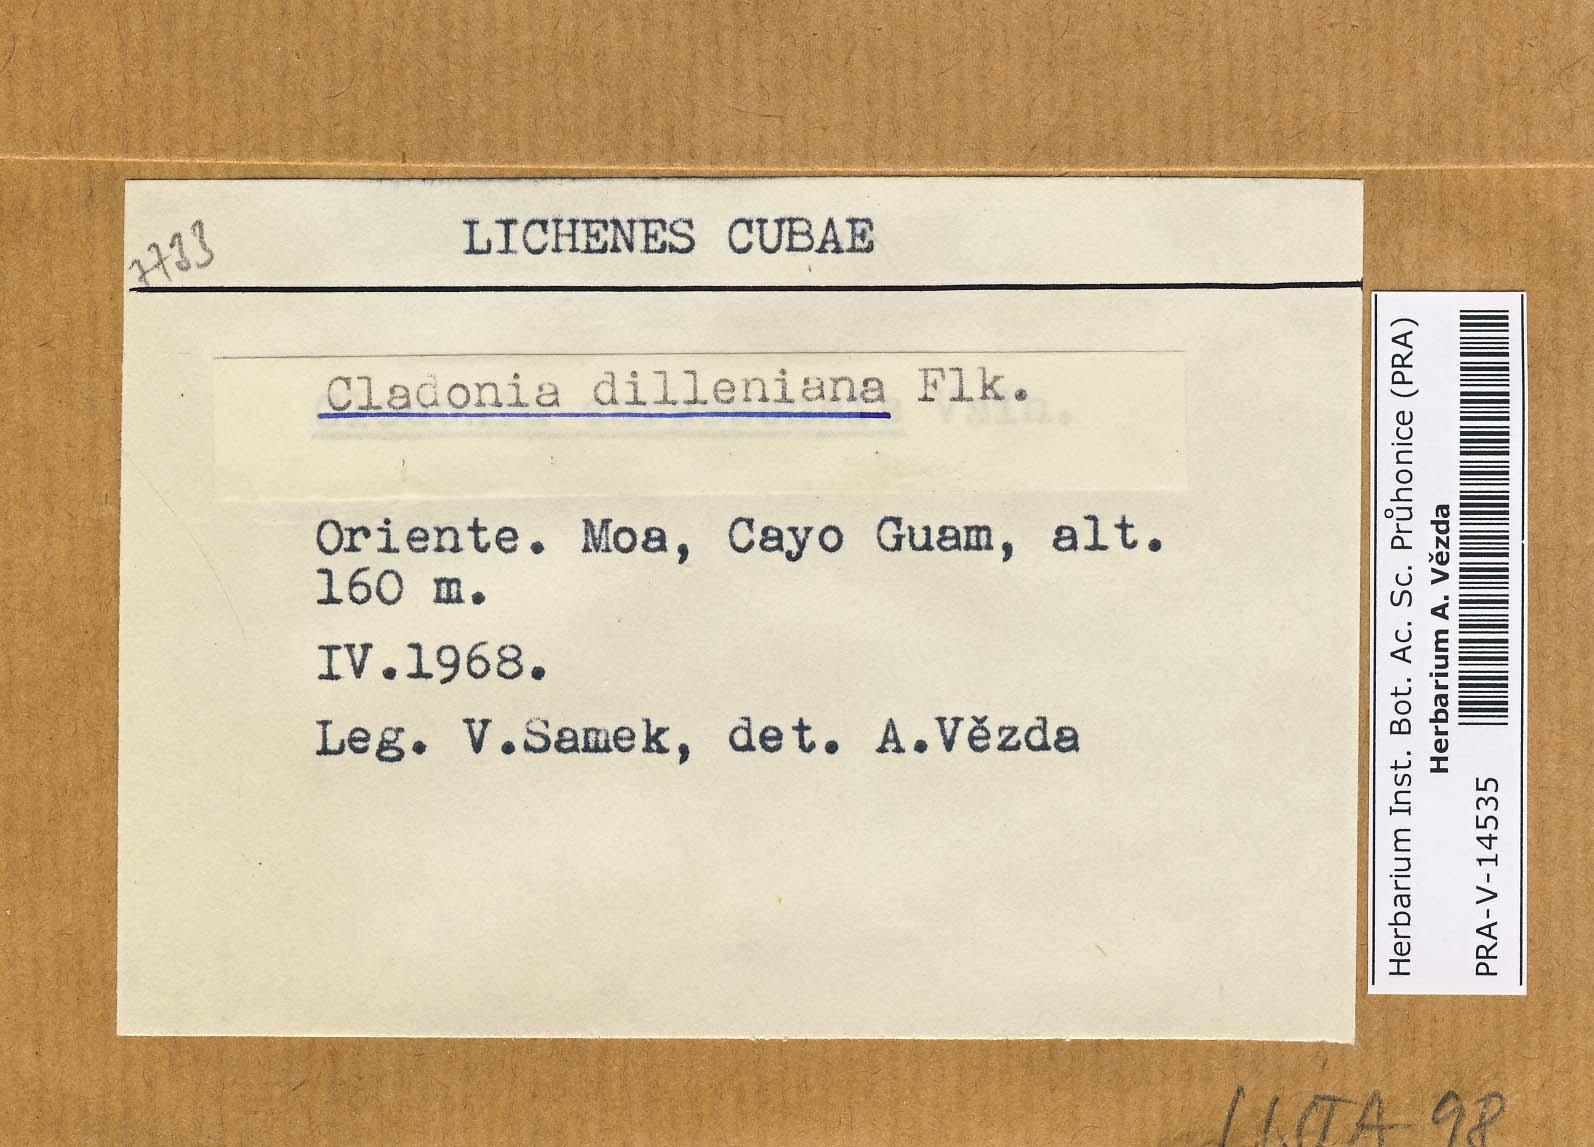 7733
LICHENES CUBAE
Cladonia dilleniana Flk.
Oriente. Moa, Cayo Guam, alt.
160 m.
IV.1968.
Leg. V.Samek, det. A.Vězda
Herbarium Inst. Bot. Ac. Sc. Průhonice (PRA)
Herbarium A. Vězda
PRA-V-14535
98